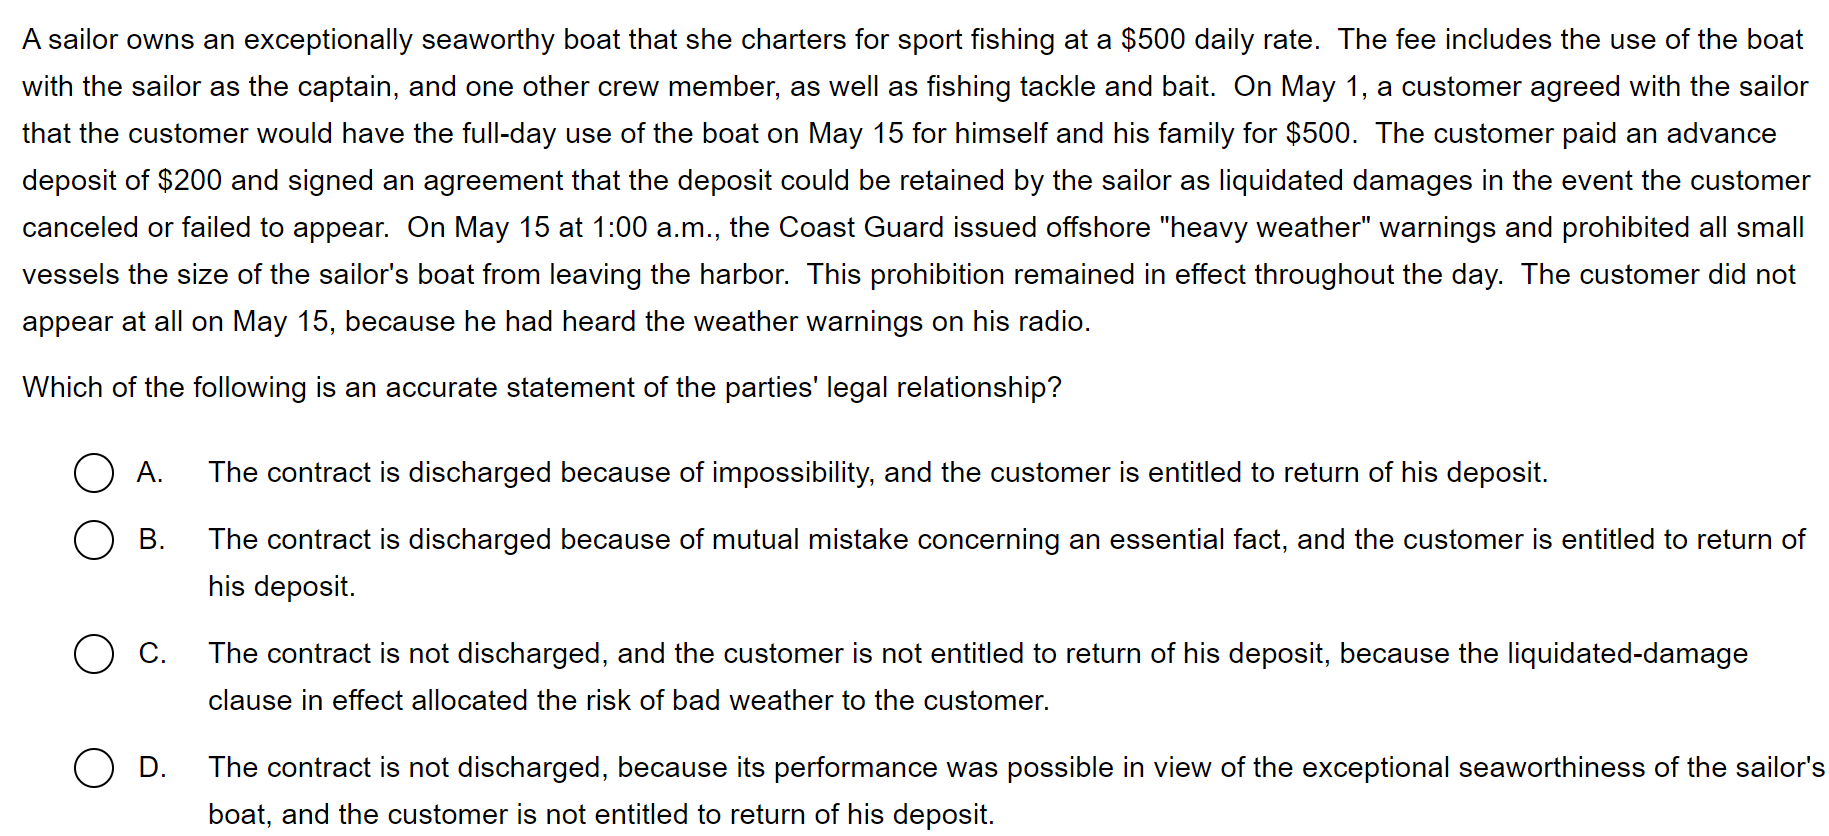 A sailor owns an exceptionally seaworthy boat that she charters for sport fishing at a $500 daily rate.  The fee includes the use of the boat
with the sailor as the captain, and one other crew member, as well as fishing tackle and bait.  On May 1, a customer agreed with the sailor
that the customer would have the full-day use of the boat on May 15 for himself and his family for $500.  The customer paid an advance
deposit of $200 and signed an agreement that the deposit could be retained by the sailor as liquidated damages in the event the customer
canceled or failed to appear.  On May 15 at 1:00 a.m., the Coast Guard issued offshore "heavy weather" warnings and prohibited all small
vessels the size of the sailor's boat from leaving the harbor.  This prohibition remained in effect throughout the day.  The customer did not
appear at all on May 15, because he had heard the weather warnings on his radio.
Which of the following is an accurate statement of the parties' legal relationship?
A. The contract is discharged because of impossibility, and the customer is entitled to return of his deposit.
B. The contract is discharged because of mutual mistake concerning an essential fact, and the customer is entitled to return of
his deposit.
C. The contract is not discharged, and the customer is not entitled to return of his deposit, because the liquidated-damage
clause in effect allocated the risk of bad weather to the customer.
D. The contract is not discharged, because its performance was possible in view of the exceptional seaworthiness of the sailor's
boat, and the customer is not entitled to return of his deposit.